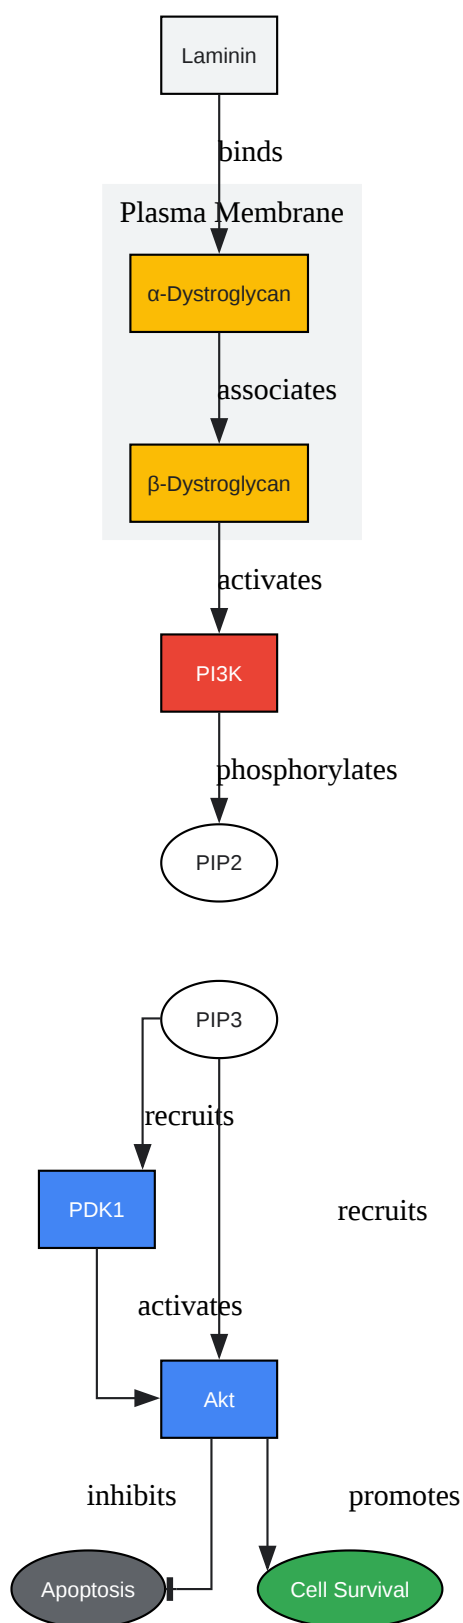 Laminin
binds
Plasma Membrane
α-Dystroglycan
associates
β-Dystroglycan
activates
PI3K
phosphorylates
PIP2
PIP3
recruits
PDK1
recruits
activates
Akt
inhibits
promotes
Apoptosis
Cell Survival